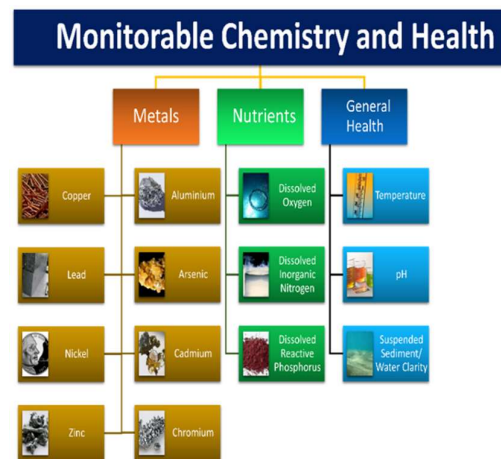 Monitorable Chemistry and Health
Metals
Nutrients
General
Health
Copper
Aluminium
Dissolved
Oxygen
Temperature
Lead
Arsenic
Dissolved
Inorganic
Nitrogen
pH
Nickel
Cadmium
Dissolved
Reactive
Phosphorus
Suspended
Sediment/
Water Clarity
Zinc
Chromium